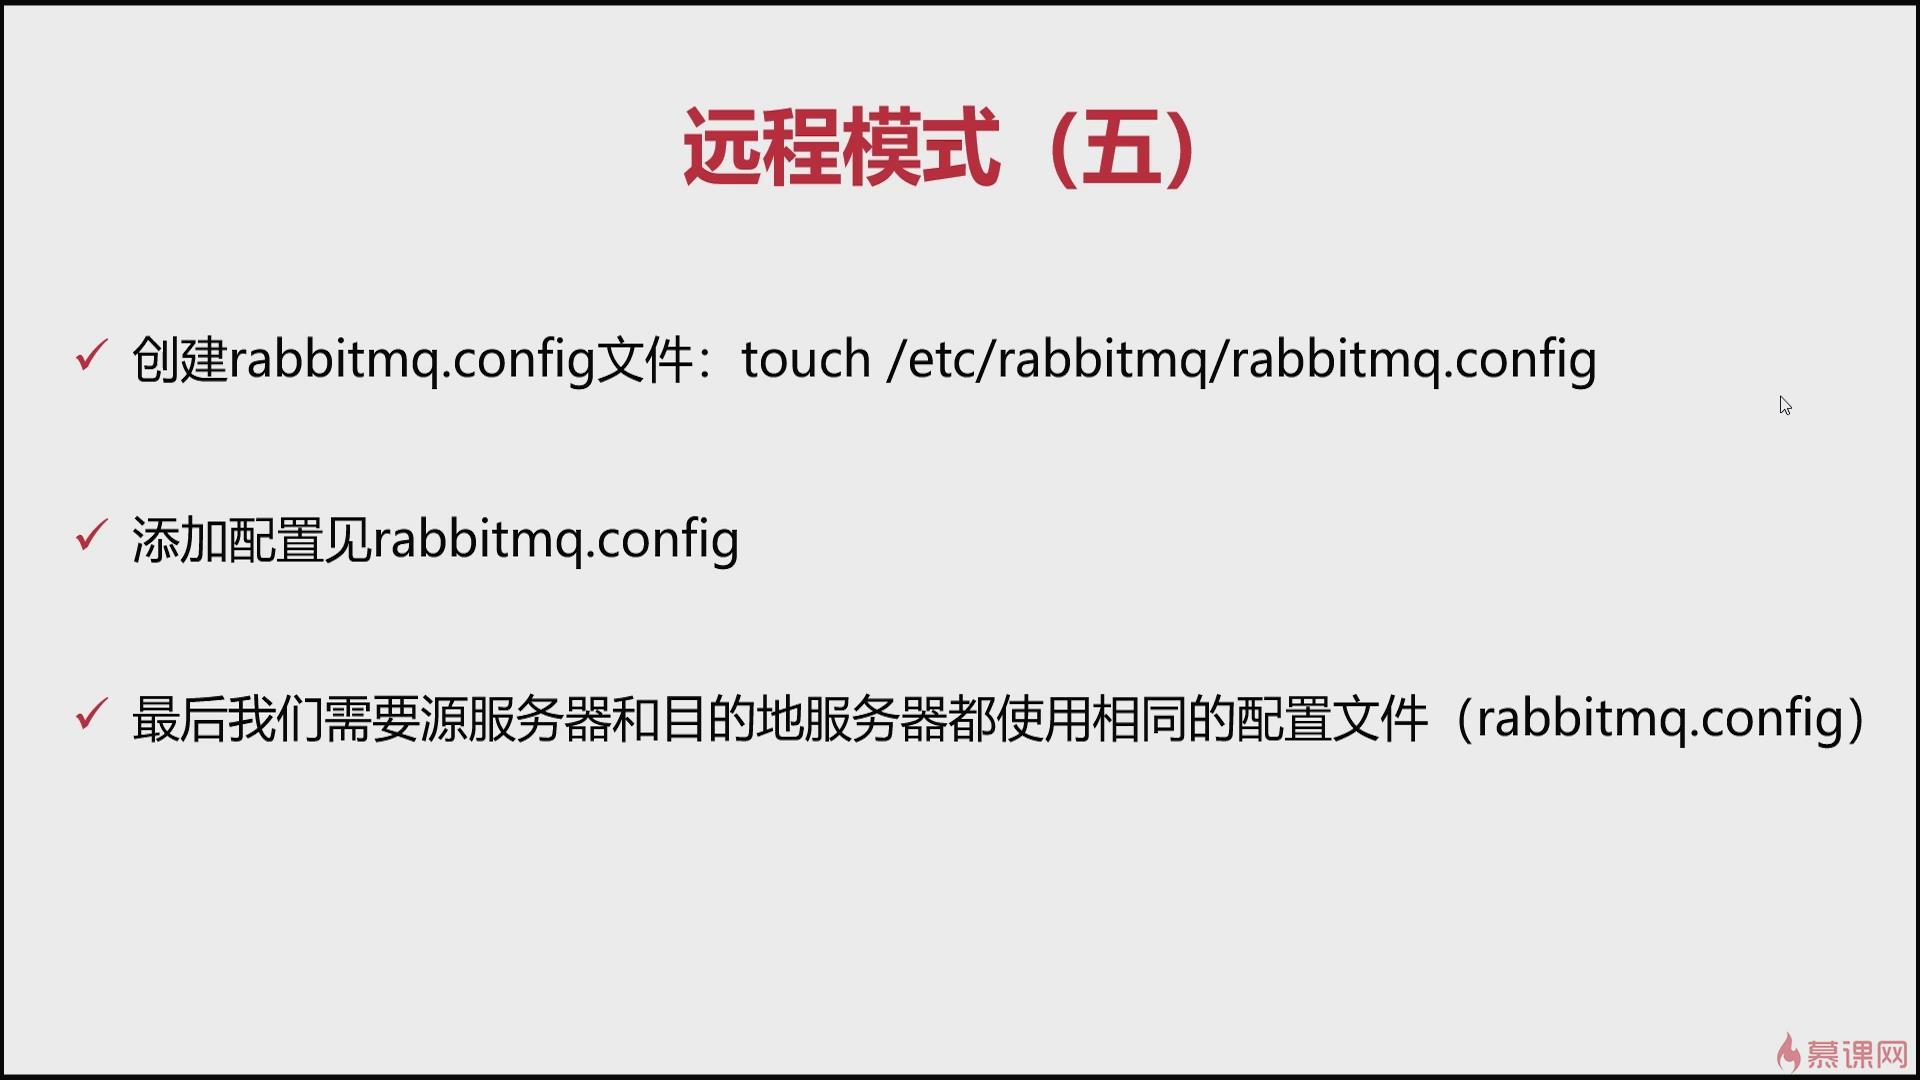 远程模式（五）
创建rabbitmq.config文件：touch /etc/rabbitmq/rabbitmq.config
添加配置见rabbitmq.config
最后我们需要源服务器和目的地服务器都使用相同的配置文件（rabbitmq.config）
慕课网